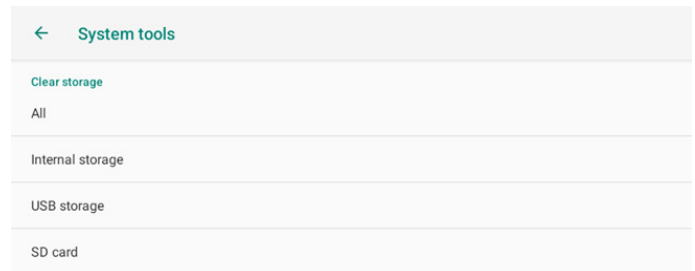 System tools
Clear storage
All
Internal storage
USB storage
SD card